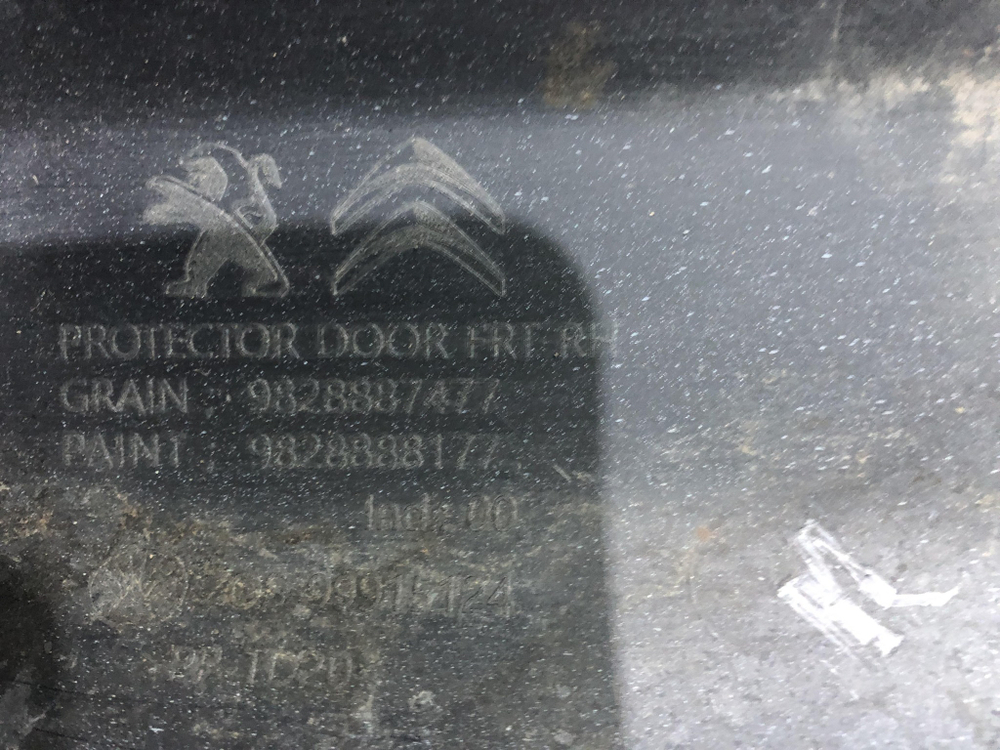 PROTECTOR DOOR FRT RH
GRAIN : 9828887477
PAINT : 9828888177
Ind: 00